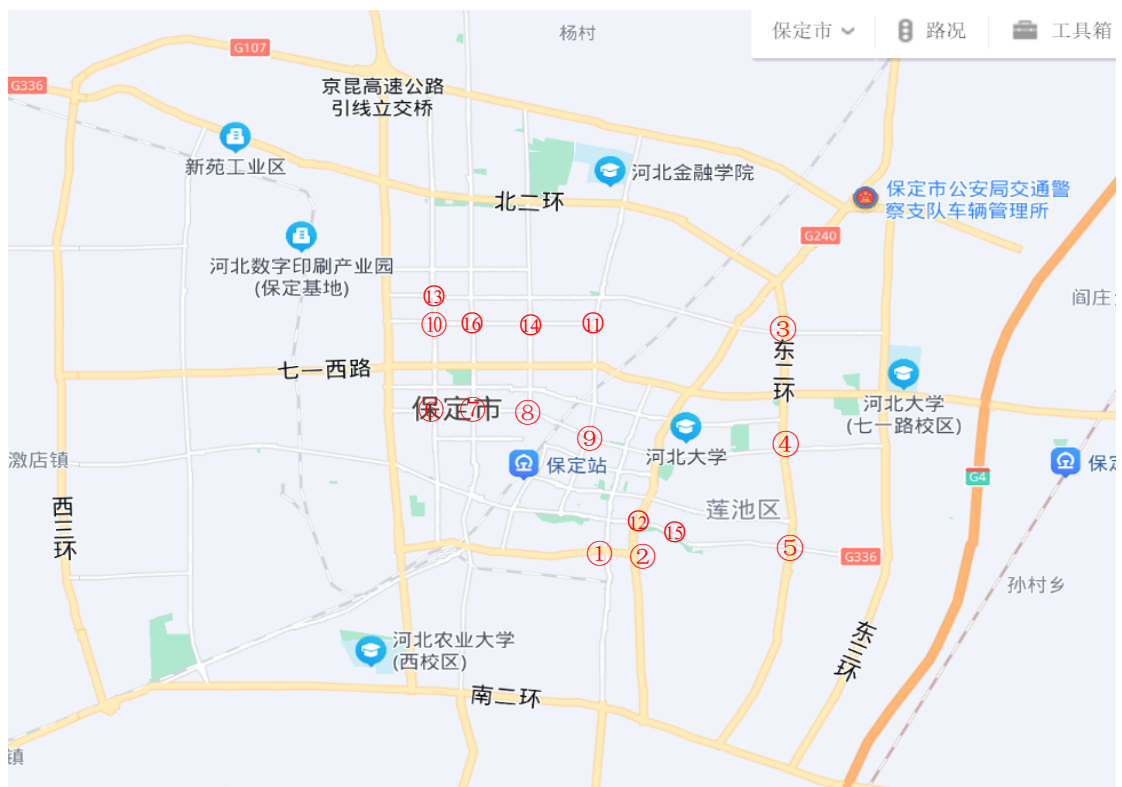 杨村
保定市
路况
工具箱
G107
G336
京昆高速公路
引线立交桥
新苑工业区
河北金融学院
北二环
保定市公安局交通警
察支队车辆管理所
G240
河北数字印刷产业园
(保定基地)
阎庄
⑬
⑩
⑯
⑭
⑪
③
东二环
七一西路
保定市
⑦
⑧
⑨
④
河北大学
(七一路校区)
河北大学
保定站
激店镇
保定
G4
西三环
莲池区
⑫
⑮
①
②
⑤
G336
孙村乡
河北农业大学
(西校区)
东三环
南二环
镇